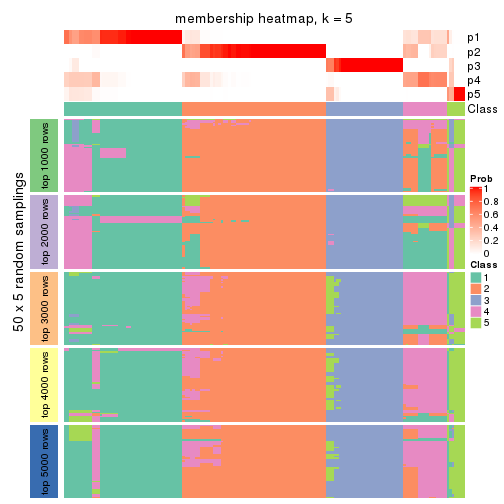 membership heatmap, k = 5
p1
p2
p3
p4
p5
Class
50 x 5 random samplings
top 1000 rows
top 2000 rows
top 3000 rows
top 4000 rows
top 5000 rows
Prob
1
0.8
0.6
0.4
0.2
0
Class
1
2
3
4
5